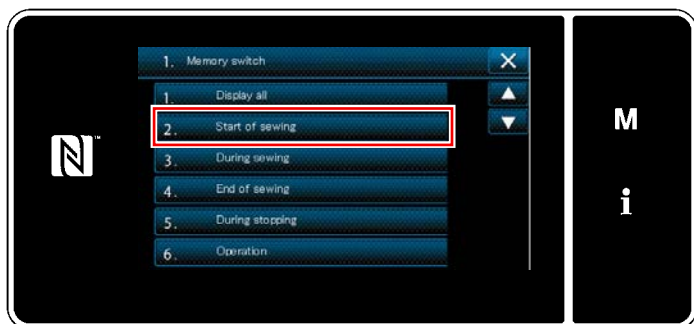 1. Memory switch
1. Display all
2. Start of sewing
3. During sewing
4. End of sewing
5. During stopping
6. Operation
M
i